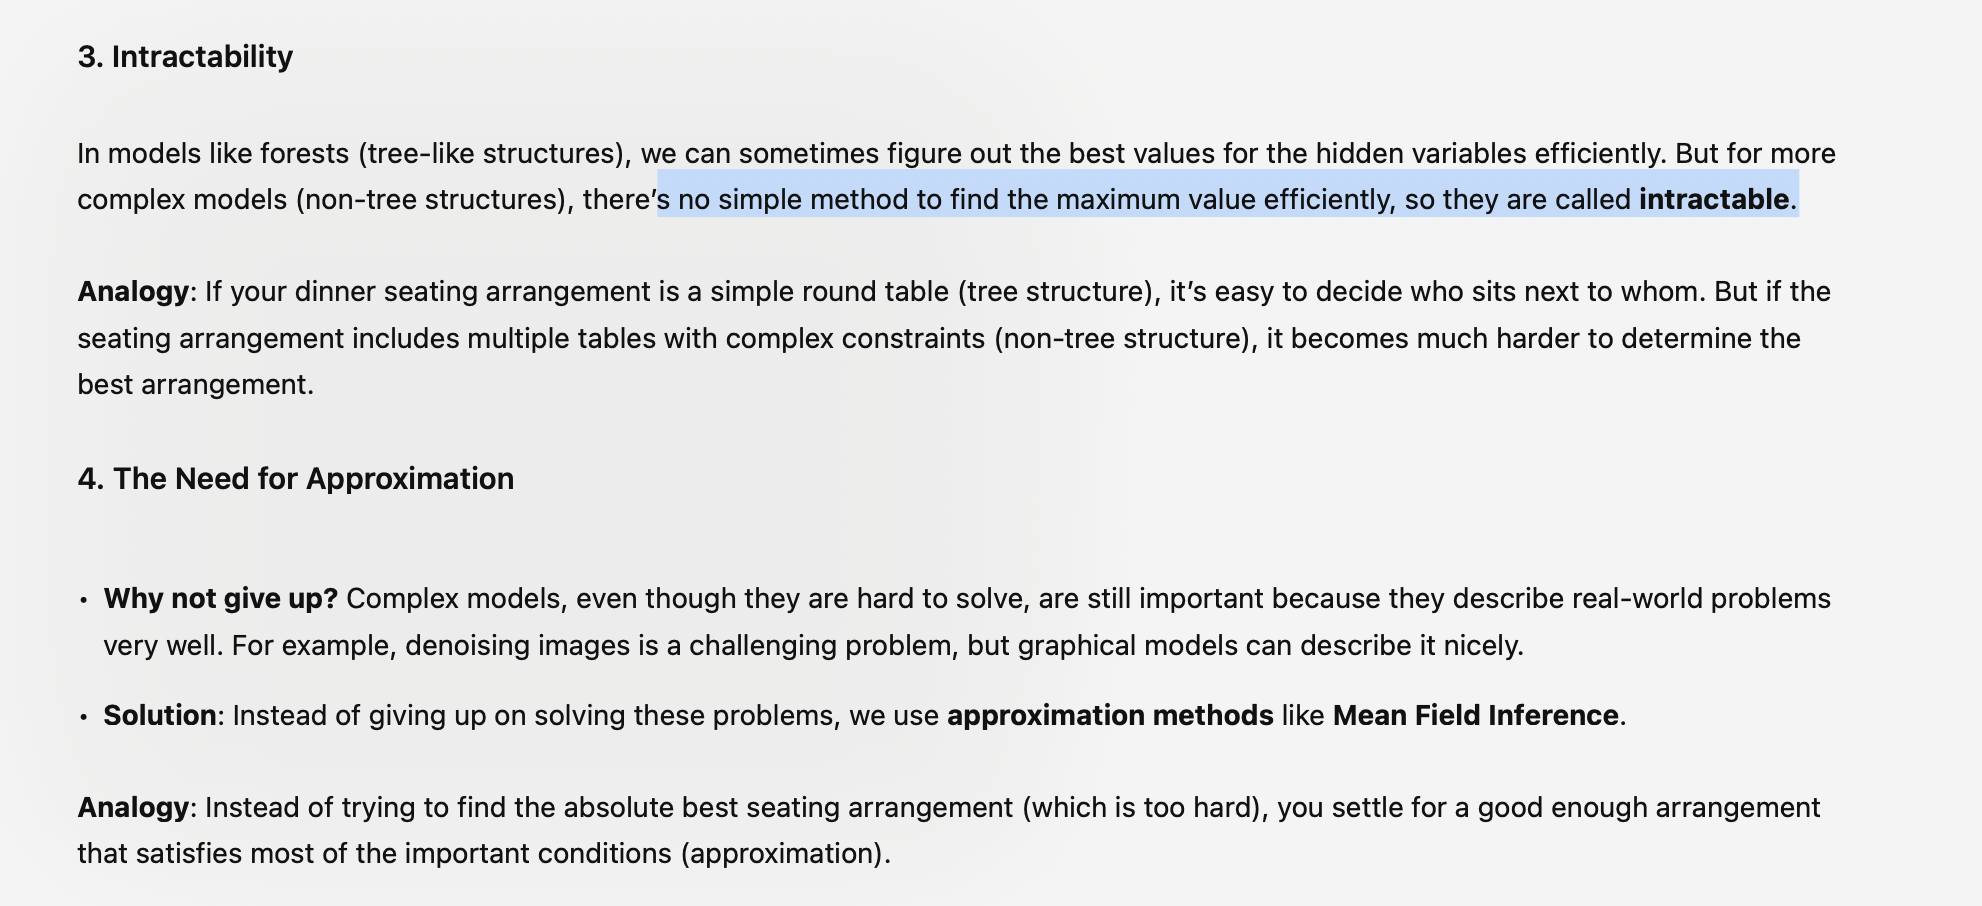 3. Intractability
In models like forests (tree-like structures), we can sometimes figure out the best values for the hidden variables efficiently. But for more
complex models (non-tree structures), there’s no simple method to find the maximum value efficiently, so they are called intractable.
Analogy: If your dinner seating arrangement is a simple round table (tree structure), it’s easy to decide who sits next to whom. But if the
seating arrangement includes multiple tables with complex constraints (non-tree structure), it becomes much harder to determine the
best arrangement.
4. The Need for Approximation
• Why not give up? Complex models, even though they are hard to solve, are still important because they describe real-world problems
very well. For example, denoising images is a challenging problem, but graphical models can describe it nicely.
• Solution: Instead of giving up on solving these problems, we use approximation methods like Mean Field Inference.
Analogy: Instead of trying to find the absolute best seating arrangement (which is too hard), you settle for a good enough arrangement
that satisfies most of the important conditions (approximation).